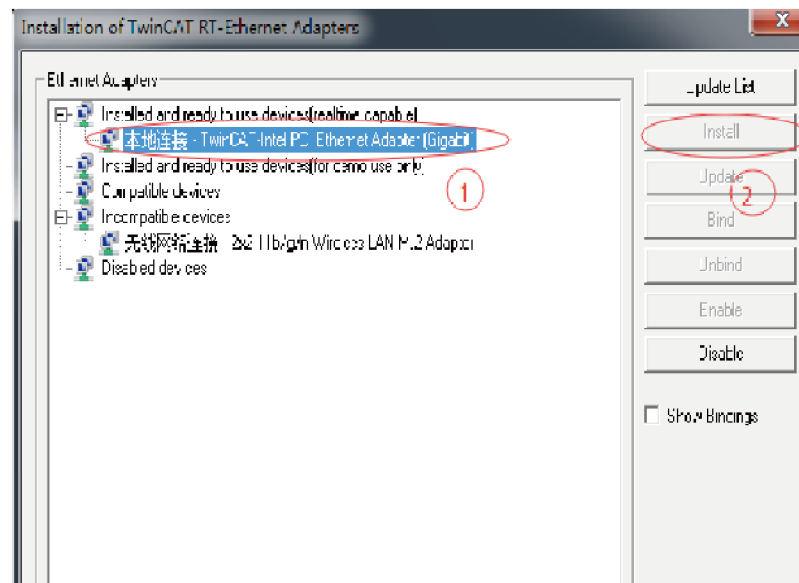 Installation of TwinCAT RT-Ethernet Adapters
Ethernet Adapters
Update List
Installed and ready to use devices(realtime capable)
Install
本地连接 - TwinCAT-Intel PCI Ethernet Adapter (Gigabit)
Installed and ready to use devices(for demo use only)
Update
Compatible devices
1
2
Incompatible devices
Bind
无线网络连接 - 2x2 11b/g/n Wireless LAN M.2 Adapter
Disabled devices
Unbind
Enable
Disable
Show Bindings